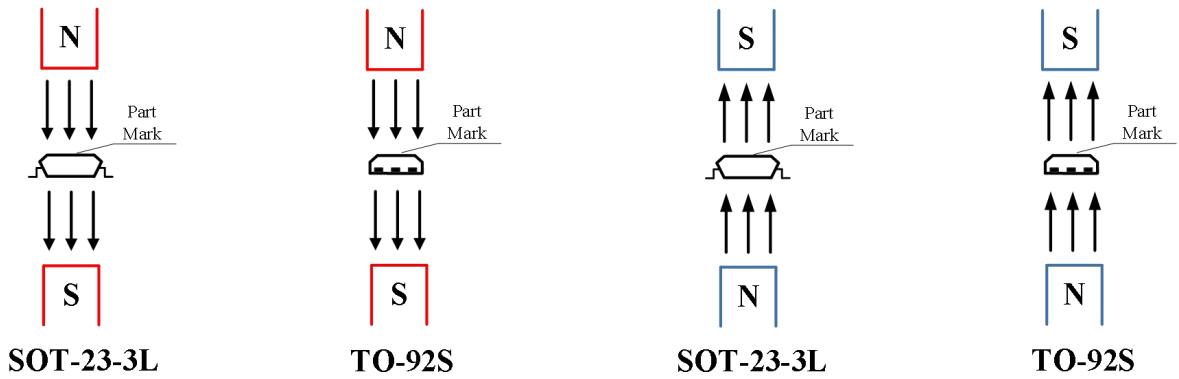 N N S S
Part Part Part Part
Mark Mark Mark Mark
S S N N
SOT-23-3L TO-92S SOT-23-3L TO-92S